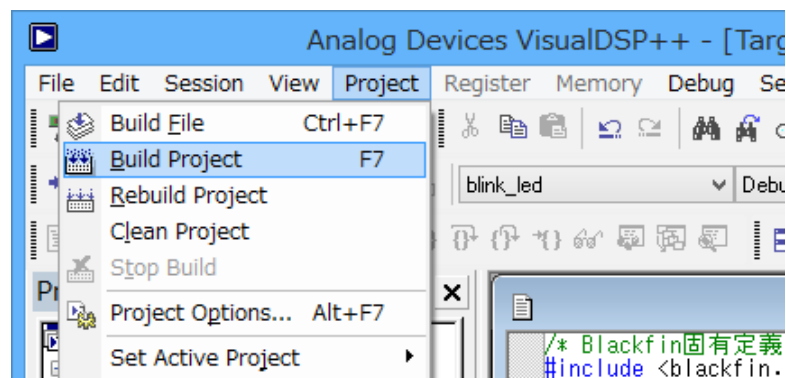 Analog Devices VisualDSP++ - [Targ
File Edit Session View Project Register Memory Debug Se
Build File Ctrl+F7
Build Project F7
blink_led Debu
Rebuild Project
Clean Project
Stop Build
Pr
Project Options... Alt+F7
/* Blackfin固有定義
Set Active Project
#include <blackfin.